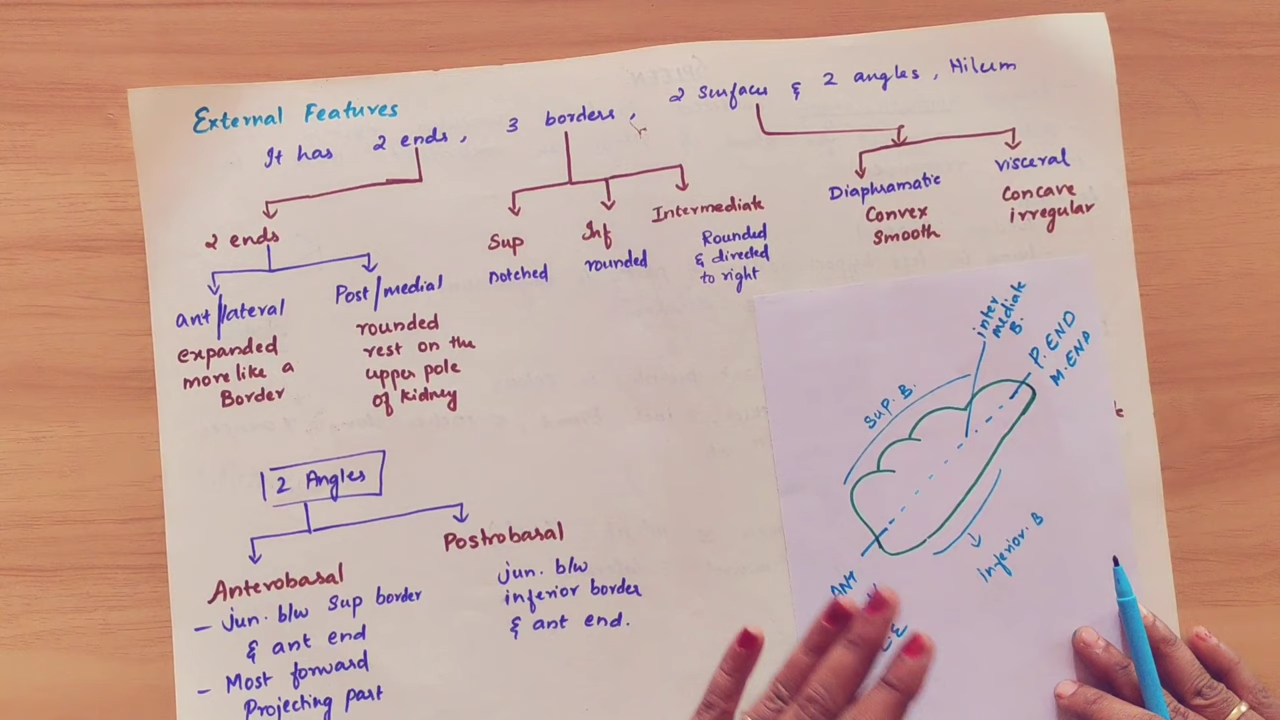 External Features
It has 2 ends, 3 borders, 2 surfaces & 2 angles, Hilum
2 ends
ant/lateral
expanded
more like a
Border
Post/medial
rounded
rest on the
upper pole
of kidney
Sup
notched
Inf
rounded
Intermediate
Rounded
& directed
to right
Diaphramatic
Convex
Smooth
visceral
Concave
irregular
2 Angles
Anterobasal
– jun. b/w Sup border
& ant end
– Most forward
Projecting part
Postrobasal
jun. b/w
inferior border
& ant end.
Sup. B.
inter
mediate
B.
P. END
M. END
inferior. B
ANT